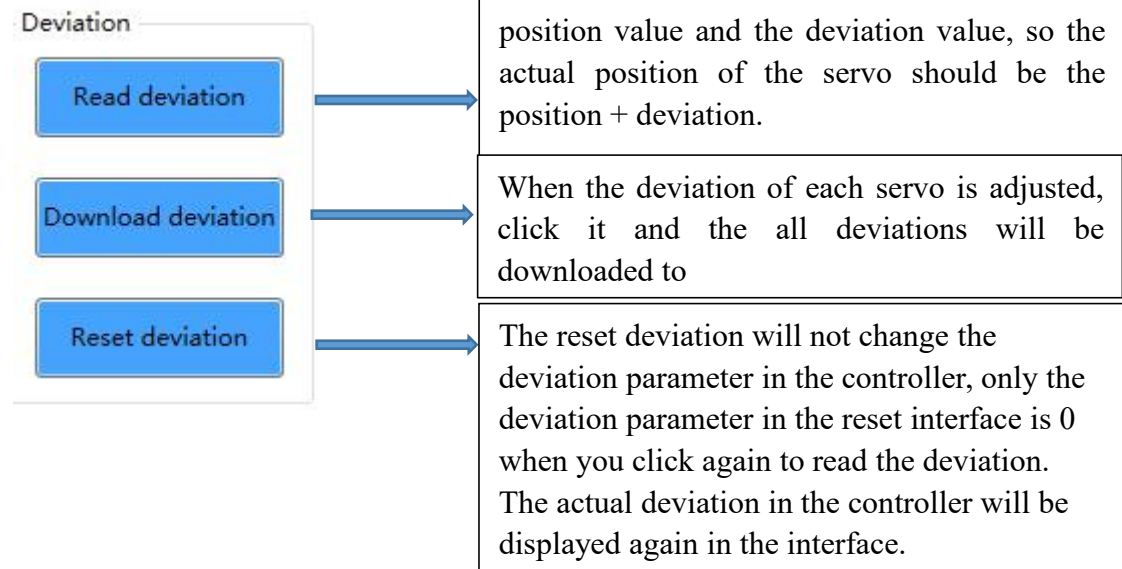 Deviation
Read deviation
position value and the deviation value, so the
actual position of the servo should be the
position + deviation.
Download deviation
When the deviation of each servo is adjusted,
click it and the all deviations will be
downloaded to
Reset deviation
The reset deviation will not change the
deviation parameter in the controller, only the
deviation parameter in the reset interface is 0
when you click again to read the deviation.
The actual deviation in the controller will be
displayed again in the interface.